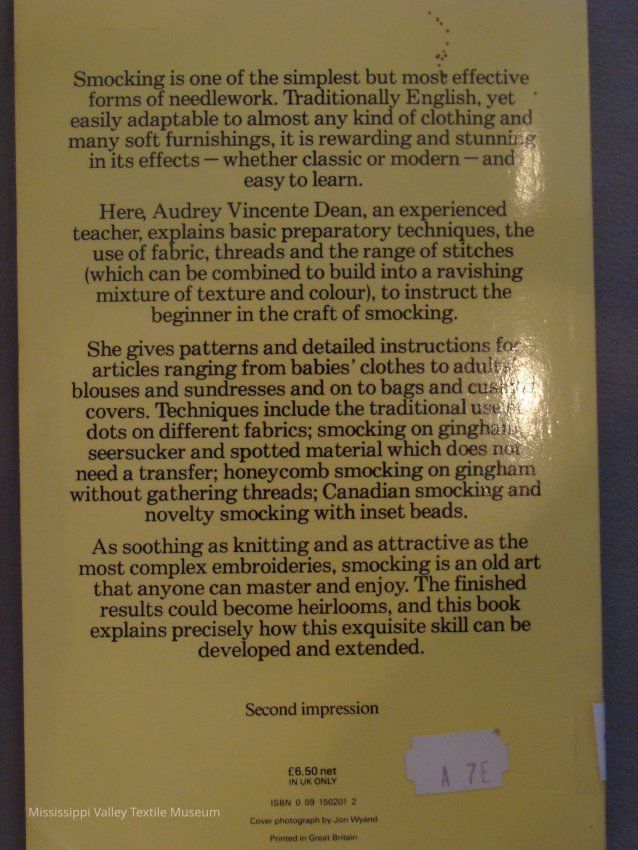 Smocking is one of the simplest but most effective
forms of needlework. Traditionally English, yet
easily adaptable to almost any kind of clothing and
many soft furnishings, it is rewarding and stunning
in its effects — whether classic or modern — and
easy to learn.
Here, Audrey Vincente Dean, an experienced
teacher, explains basic preparatory techniques, the
use of fabric, threads and the range of stitches
(which can be combined to build into a ravishing
mixture of texture and colour), to instruct the
beginner in the craft of smocking.
She gives patterns and detailed instructions for
articles ranging from babies' clothes to adults'
blouses and sundresses and on to bags and cushion
covers. Techniques include the traditional use of
dots on different fabrics; smocking on gingham,
seersucker and spotted material which does not
need a transfer; honeycomb smocking on gingham
without gathering threads; Canadian smocking and
novelty smocking with inset beads.
As soothing as knitting and as attractive as the
most complex embroideries, smocking is an old art
that anyone can master and enjoy. The finished
results could become heirlooms, and this book
explains precisely how this exquisite skill can be
developed and extended.
Second impression
£6.50 net
IN UK ONLY
A 7E
ISBN 0 09 150201 2
Mississippi Valley Textile Museum
Cover photograph by Jon Wyand
Printed in Great Britain